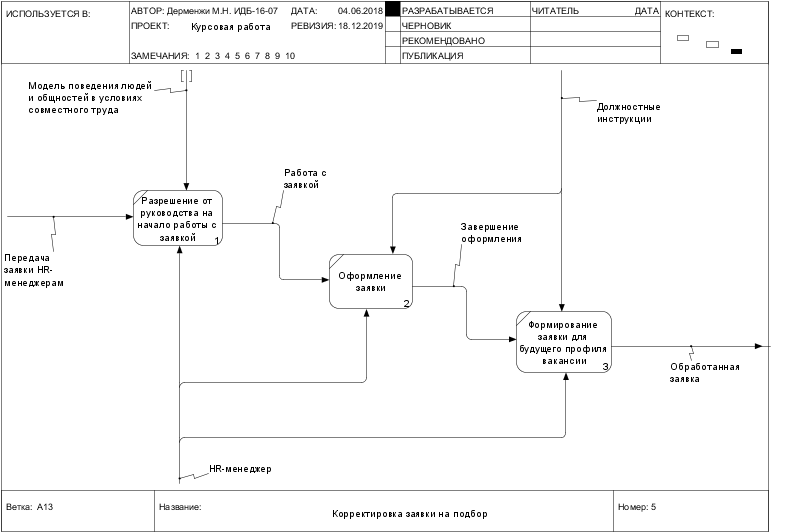 ИСПОЛЬЗУЕТСЯ В:
АВТОР: Дерменжи М.Н. ИДБ-16-07
ДАТА: 04.06.2018
ПРОЕКТ: Курсовая работа
РЕВИЗИЯ: 18.12.2019
ЗАМЕЧАНИЯ: 1 2 3 4 5 6 7 8 9 10
РАЗРАБАТЫВАЕТСЯ
ЧЕРНОВИК
РЕКОМЕНДОВАНО
ПУБЛИКАЦИЯ
ЧИТАТЕЛЬ
ДАТА
КОНТЕКСТ:
Модель поведения людей
и общностей в условиях
совместного труда
Должностные
инструкции
Разрешение от
руководства на
начало работы с
заявкой
1
Работа с
заявкой
Передача
заявки HR-
менеджерам
Завершение
оформления
Оформление
заявки
2
Формирование
заявки для
будущего профиля
вакансии
3
Обработанная
заявка
HR-менеджер
Ветка: A13
Название:
Корректировка заявки на подбор
Номер: 5